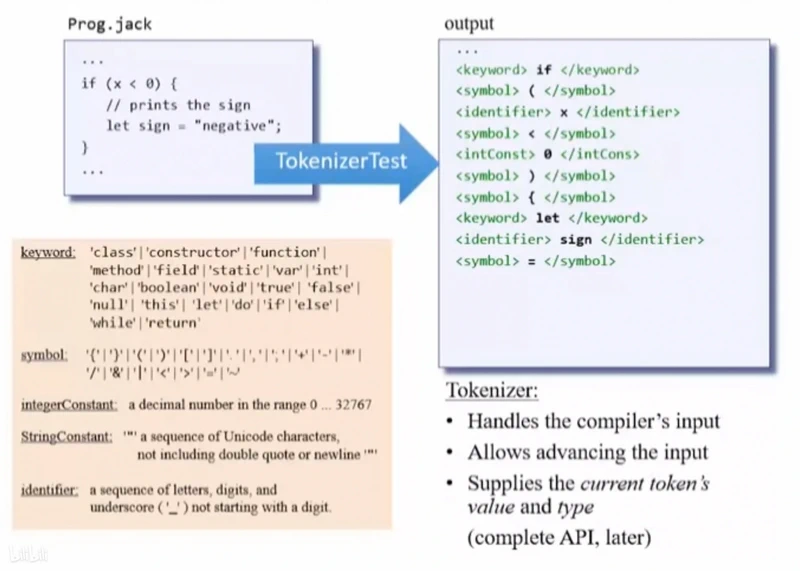 Prog.jack
...
if (x < 0) {
// prints the sign
let sign = "negative";
}
...
TokenizerTest
output
...
<keyword> if </keyword>
<symbol> ( </symbol>
<identifier> x </identifier>
<symbol> < </symbol>
<intConst> 0 </intCons>
<symbol> ) </symbol>
<symbol> { </symbol>
<keyword> let </keyword>
<identifier> sign </identifier>
<symbol> = </symbol>
keyword: 'class'|'constructor'|'function'|
'method'|'field'|'static'|'var'|'int'|
'char'|'boolean'|'void'|'true'|'false'|
'null'|'this'|'let'|'do'|'if'|'else'|
'while'|'return'
symbol: '{'|'}'|'('|')'|'['|']'|'.'|','|';'|'+'|'-'|'*'|
'/'|'&'|'|'|'<'|'>'|'='|'~'
integerConstant: a decimal number in the range 0 ... 32767
StringConstant: '"' a sequence of Unicode characters,
not including double quote or newline '"'
identifier: a sequence of letters, digits, and
underscore ( '_' ) not starting with a digit.
Tokenizer:
• Handles the compiler's input
• Allows advancing the input
• Supplies the current token's
value and type
(complete API, later)